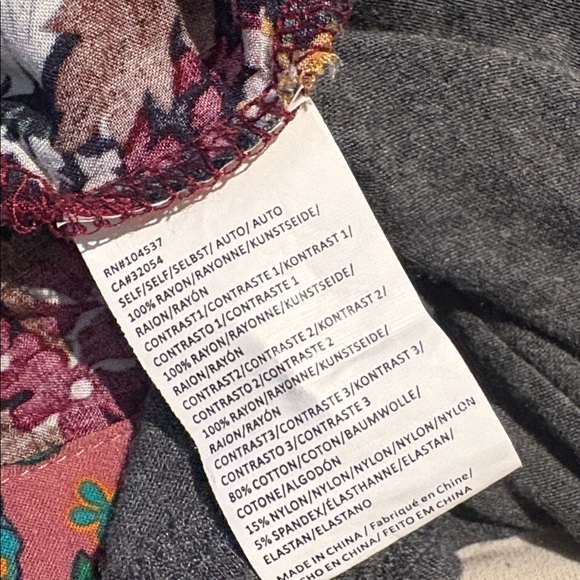 RN#104537
CA#32054
SELF/SELF/SELBST/ AUTO/ AUTO
100% RAYON/RAYONNE/KUNSTSEIDE/
RAION/RAYÓN
CONTRAST1/CONTRASTE 1/KONTRAST 1/
CONTRASTO 1/CONTRASTE 1
100% RAYON/RAYONNE/KUNSTSEIDE/
RAION/RAYÓN
CONTRAST2/CONTRASTE 2/KONTRAST 2/
CONTRASTO 2/CONTRASTE 2
100% RAYON/RAYONNE/KUNSTSEIDE/
RAION/RAYÓN
CONTRAST3/CONTRASTE 3/KONTRAST 3/
CONTRASTO 3/CONTRASTE 3
80% COTTON/COTON/BAUMWOLLE/
COTONE/ALGODÓN
15% NYLON/NYLON/NYLON/NYLON/NYLON
5% SPANDEX/ÉLASTHANNE/ELASTAN/
ELASTAN/ELASTANO
MADE IN CHINA / Fabriqué en Chine/
HO EN CHINA/ FEITO EM CHINA